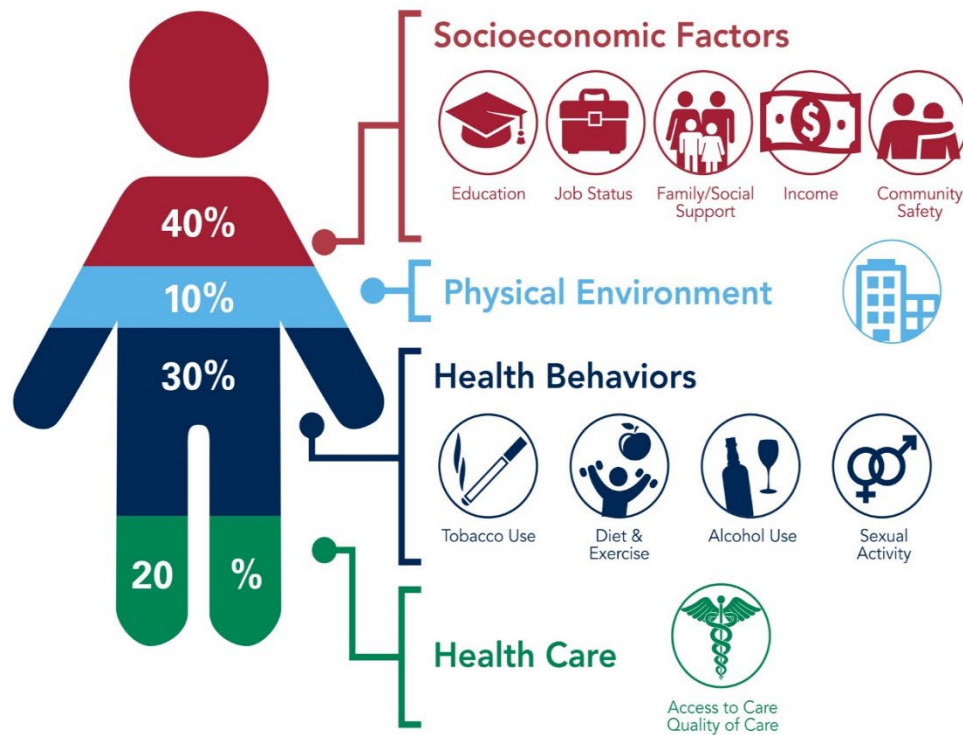 Socioeconomic Factors
Education
Job Status
Family/Social
Support
Income
Community
Safety
40%
10%
Physical Environment
30%
Health Behaviors
Tobacco Use
Diet &
Exercise
Alcohol Use
Sexual
Activity
20 %
Health Care
Access to Care
Quality of Care